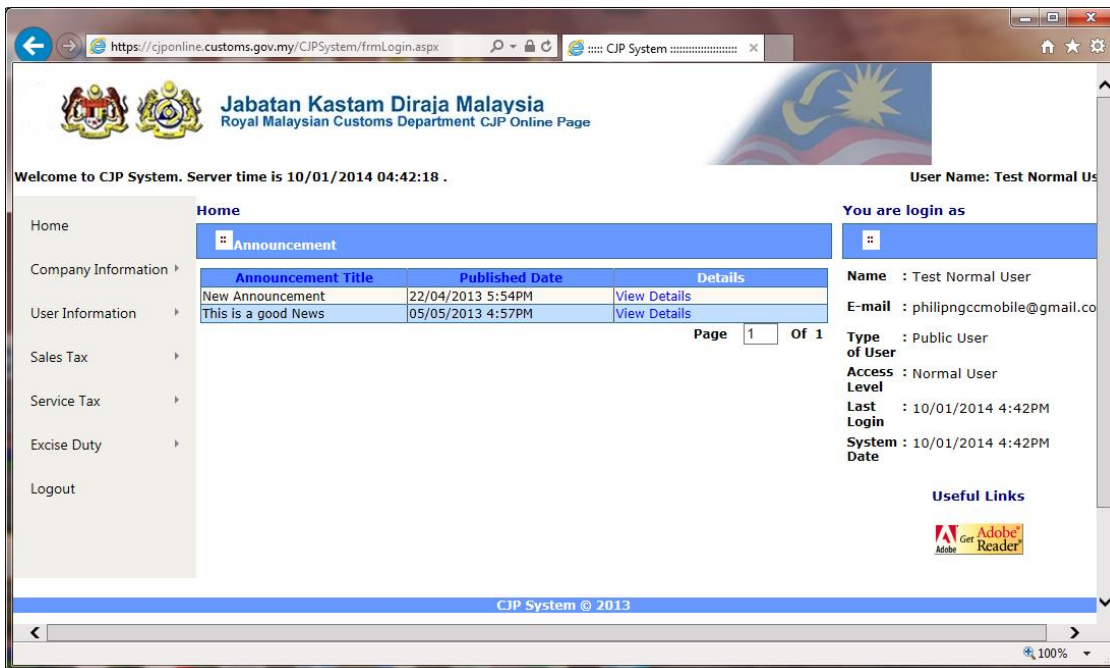 https://cjponline.customs.gov.my/CJPSystem/frmLogin.aspx
::::: CJP System ::::::::::::::::::::::
Jabatan Kastam Diraja Malaysia
Royal Malaysian Customs Department CJP Online Page
Welcome to CJP System. Server time is 10/01/2014 04:42:18 .
User Name: Test Normal Us
Home
Company Information
User Information
Sales Tax
Service Tax
Excise Duty
Logout
Home
Announcement
Announcement Title Published Date Details
New Announcement 22/04/2013 5:54PM View Details
This is a good News 05/05/2013 4:57PM View Details
Page 1 Of 1
You are login as
Name : Test Normal User
E-mail : philipngccmobile@gmail.co
Type of User : Public User
Access Level : Normal User
Last Login : 10/01/2014 4:42PM
System Date : 10/01/2014 4:42PM
Useful Links
Adobe
Get Adobe Reader
CJP System © 2013
100%